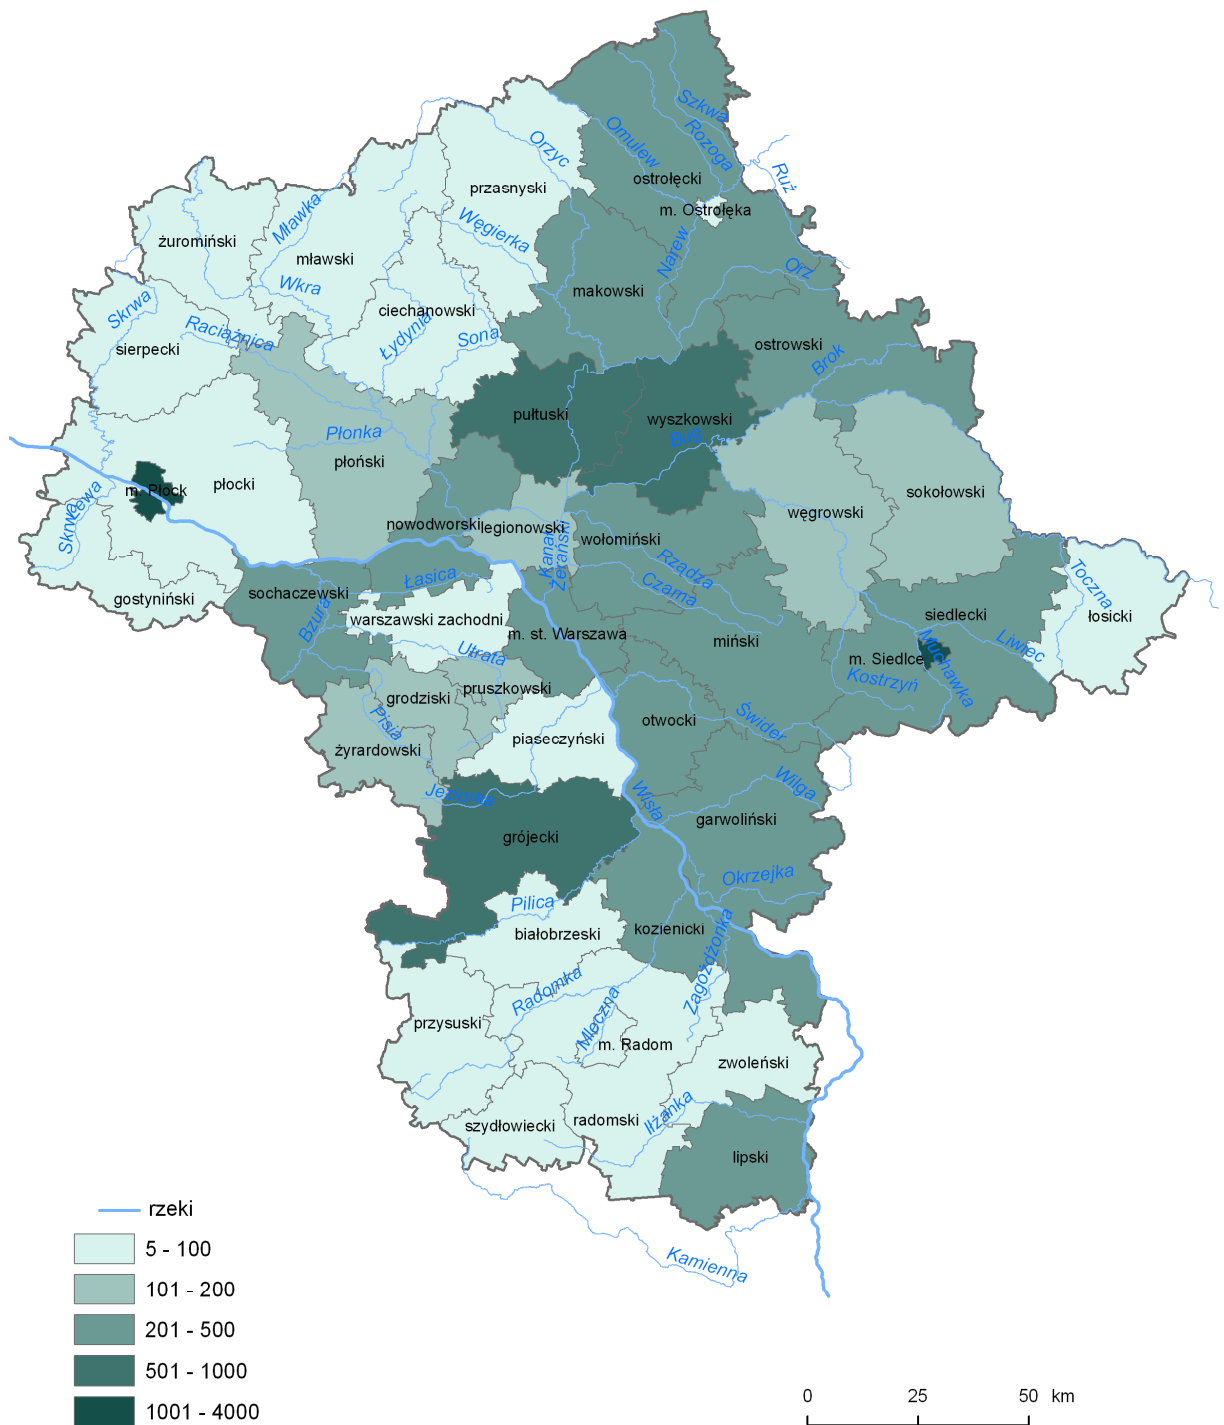 Szkwa
Rozoga
Omulew
Orzyc
Ruż
ostrołęcki
przasnyski
m. Ostrołęka
Mławka
Węgierka
żuromiński
mławski
Narew
Orz
Wkra
makowski
Skrwa
ciechanowski
Raciążnica
Łydynia
Sona
sierpecki
ostrowski
Brok
pułtuski
wyszkowski
Bug
Płonka
płoński
płocki
m. Płock
sokołowski
węgrowski
Skrwa
Lewa
nowodworski
legionowski
Kanał
Żerański
wołomiński
Rządza
Czarna
Łasica
Toczna
sochaczewski
gostyniński
Bzura
warszawski zachodni
m. st. Warszawa
siedlecki
łosicki
miński
Liwiec
Muchawka
m. Siedlce
Kostrzyń
Utrata
pruszkowski
grodziski
Pisia
otwocki
Świder
piaseczyński
żyrardowski
Jeziorka
Wisła
Wilga
garwoliński
grójecki
Okrzejka
Pilica
białobrzeski
kozienicki
Zagożdżonka
Radomka
Mleczna
przysuski
m. Radom
zwoleński
Iłżanka
szydłowiecki
radomski
lipski
Kamienna
rzeki
5 - 100
101 - 200
201 - 500
501 - 1000
1001 - 4000
0 25 50 km